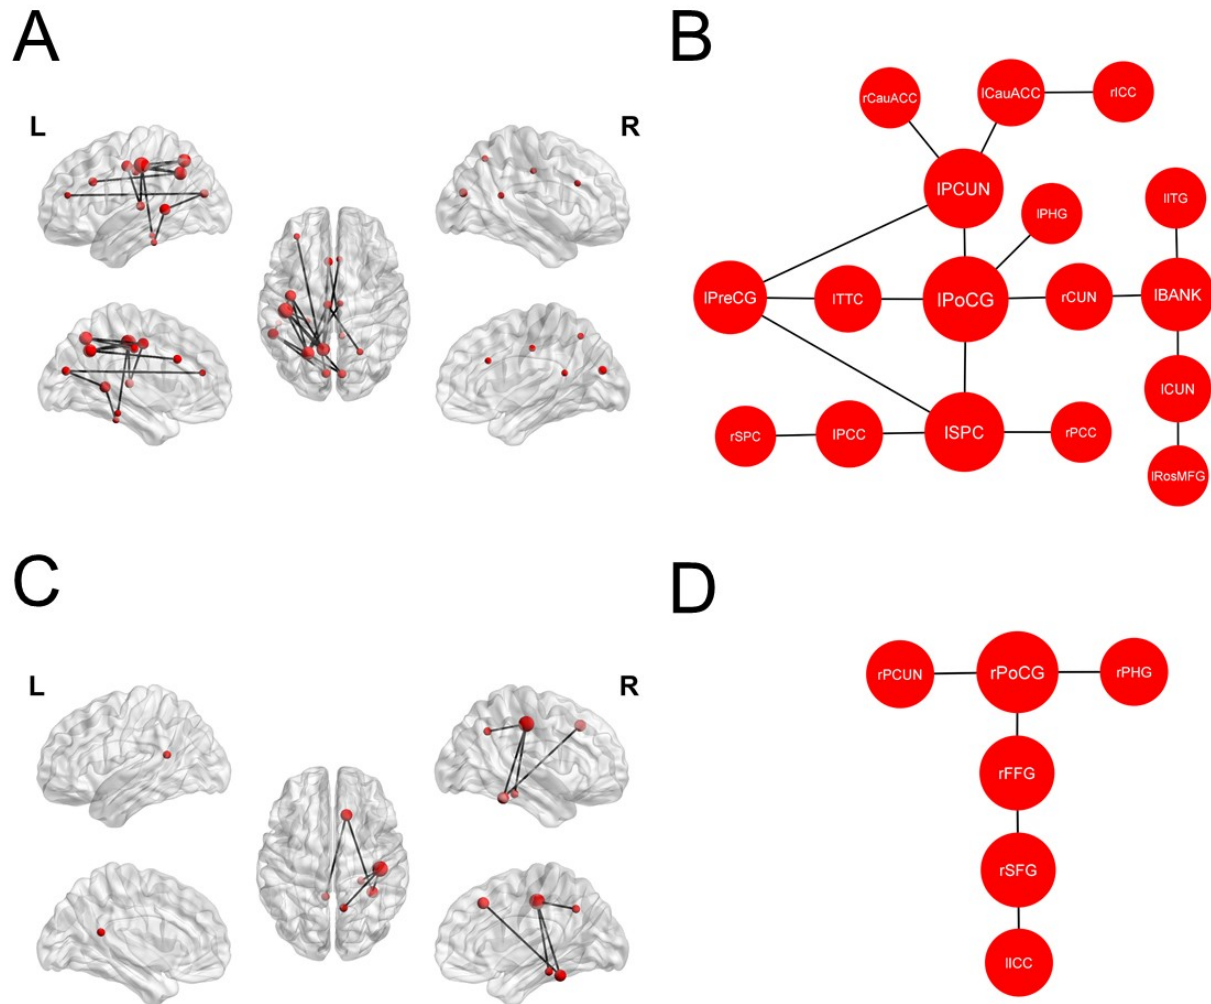 A
B
L
R
rCauACC
lCauACC
rICC
lPCUN
lPHG
lITG
lPreCG
lTTC
lPoCG
rCUN
lBANK
lCUN
rSPC
lPCC
lSPC
rPCC
lRosMFG
C
D
L
R
rPCUN
rPoCG
rPHG
rFFG
rSFG
lICC